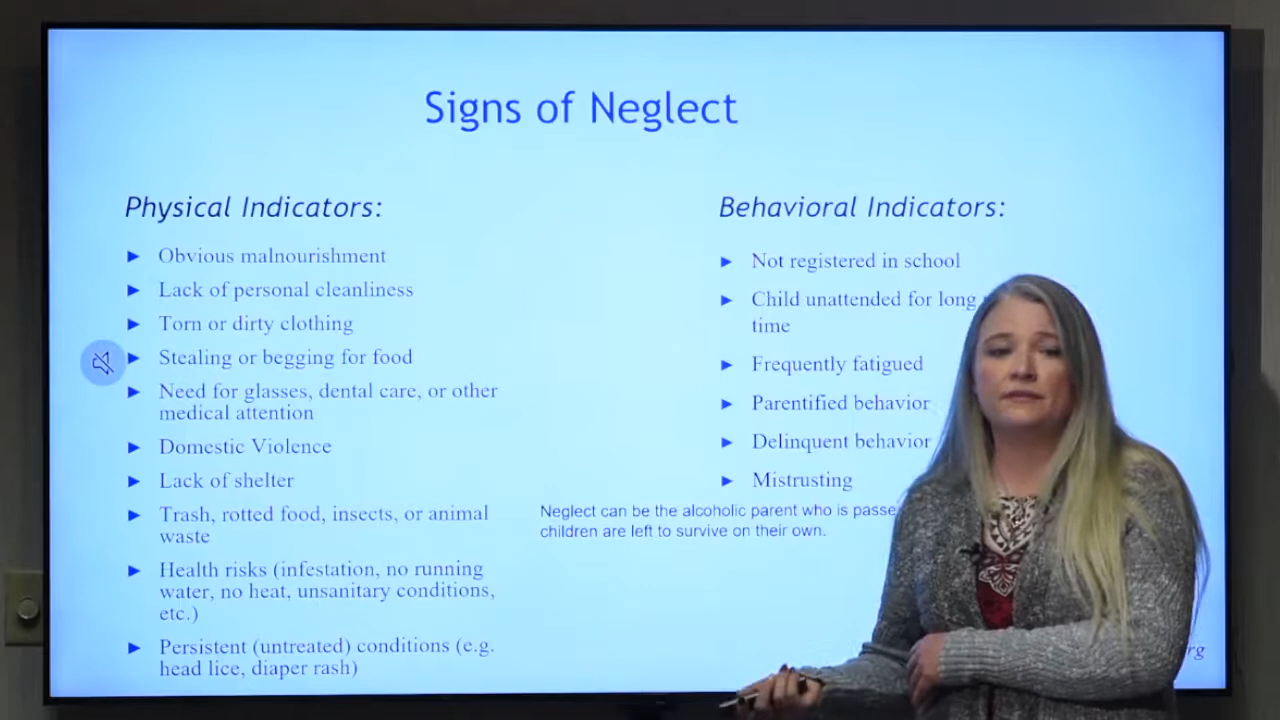 Signs of Neglect
Physical Indicators:
► Obvious malnourishment
► Lack of personal cleanliness
► Torn or dirty clothing
► Stealing or begging for food
► Need for glasses, dental care, or other
medical attention
► Domestic Violence
► Lack of shelter
► Trash, rotted food, insects, or animal
waste
► Health risks (infestation, no running
water, no heat, unsanitary conditions,
etc.)
► Persistent (untreated) conditions (e.g.
head lice, diaper rash)
Behavioral Indicators:
► Not registered in school
► Child unattended for long
time
► Frequently fatigued
► Parentified behavior
► Delinquent behavior
► Mistrusting
Neglect can be the alcoholic parent who is
children are left to survive on their own.